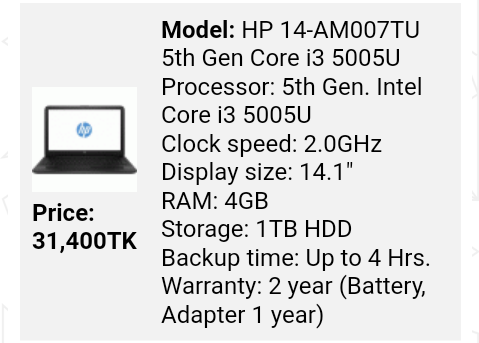 Model: HP 14-AM007TU
5th Gen Core i3 5005U
Processor: 5th Gen. Intel
Core i3 5005U
Clock speed: 2.0GHz
Display size: 14.1"
RAM: 4GB
Storage: 1TB HDD
Backup time: Up to 4 Hrs.
Warranty: 2 year (Battery,
Adapter 1 year)
hp
Price:
31,400TK